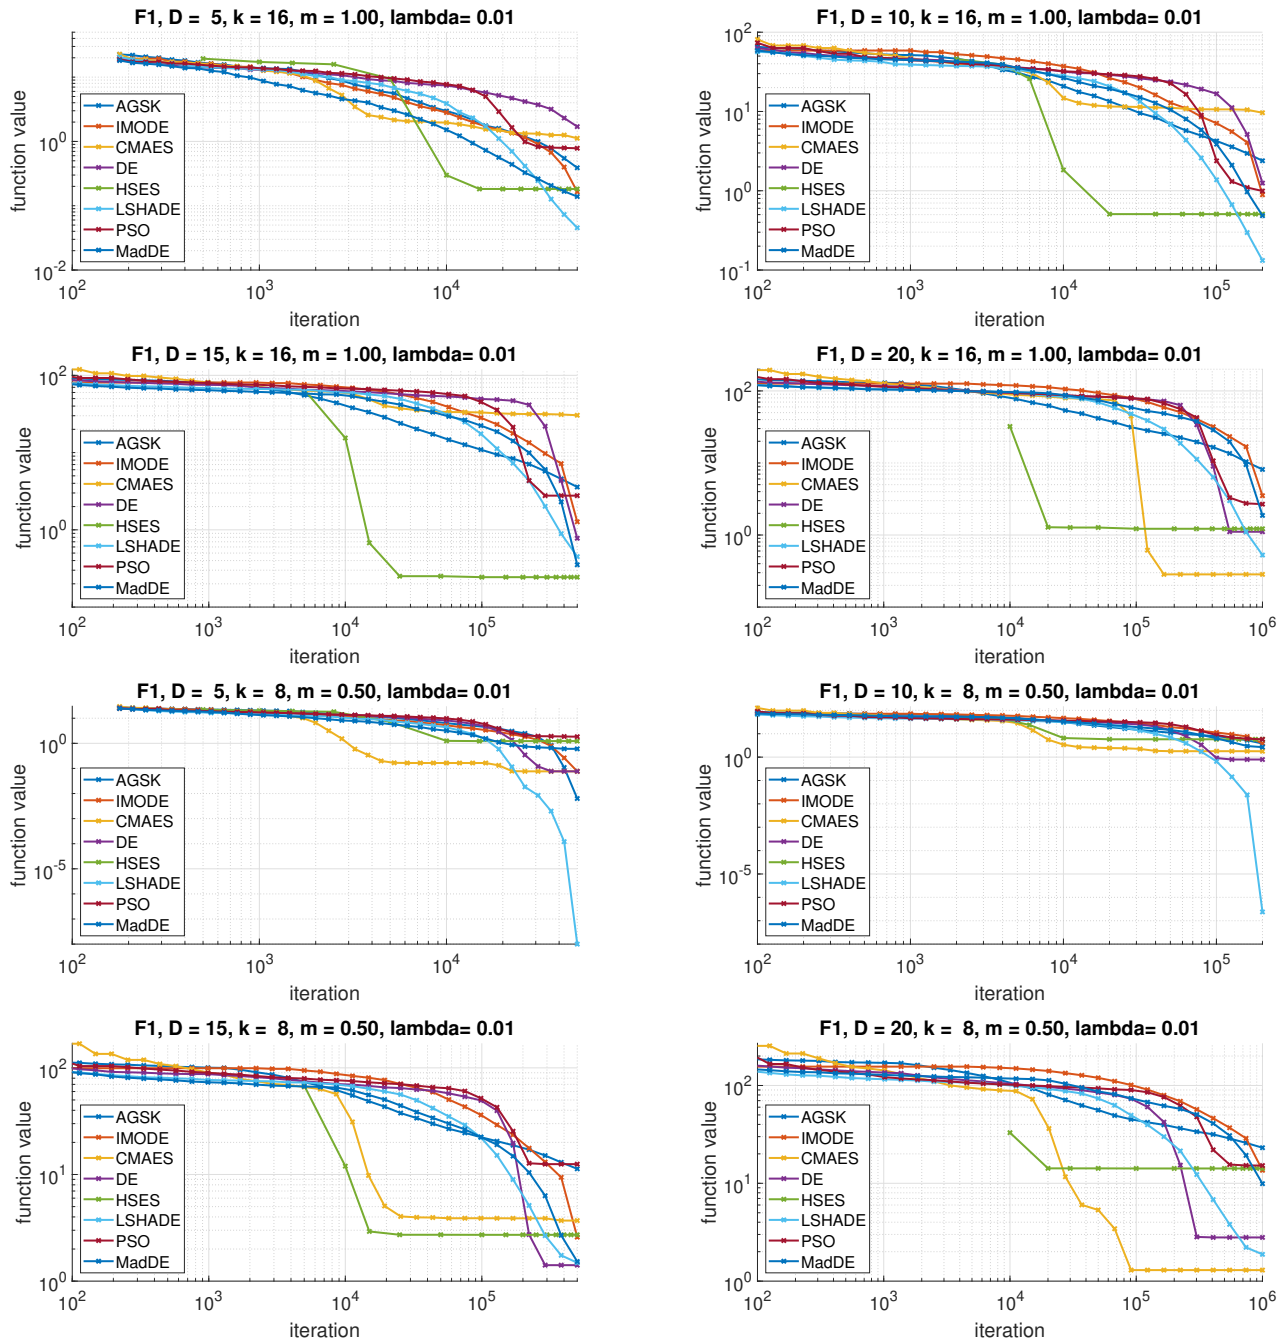 F1, D = 5, k = 16, m = 1.00, lambda= 0.01
function value
10^0
10^-2
AGSK
IMODE
CMAES
DE
HSES
LSHADE
PSO
MadDE
10^2 10^3 10^4
iteration
F1, D = 10, k = 16, m = 1.00, lambda= 0.01
function value
10^2
10^1
10^0
10^-1
AGSK
IMODE
CMAES
DE
HSES
LSHADE
PSO
MadDE
10^2 10^3 10^4 10^5
iteration
F1, D = 15, k = 16, m = 1.00, lambda= 0.01
function value
10^2
10^0
AGSK
IMODE
CMAES
DE
HSES
LSHADE
PSO
MadDE
10^2 10^3 10^4 10^5
iteration
F1, D = 20, k = 16, m = 1.00, lambda= 0.01
function value
10^2
10^0
AGSK
IMODE
CMAES
DE
HSES
LSHADE
PSO
MadDE
10^2 10^3 10^4 10^5 10^6
iteration
F1, D = 5, k = 8, m = 0.50, lambda= 0.01
function value
10^0
10^-5
AGSK
IMODE
CMAES
DE
HSES
LSHADE
PSO
MadDE
10^2 10^3 10^4
iteration
F1, D = 10, k = 8, m = 0.50, lambda= 0.01
function value
10^0
10^-5
AGSK
IMODE
CMAES
DE
HSES
LSHADE
PSO
MadDE
10^2 10^3 10^4 10^5
iteration
F1, D = 15, k = 8, m = 0.50, lambda= 0.01
function value
10^2
10^1
10^0
AGSK
IMODE
CMAES
DE
HSES
LSHADE
PSO
MadDE
10^2 10^3 10^4 10^5
iteration
F1, D = 20, k = 8, m = 0.50, lambda= 0.01
function value
10^2
10^1
10^0
AGSK
IMODE
CMAES
DE
HSES
LSHADE
PSO
MadDE
10^2 10^3 10^4 10^5 10^6
iteration